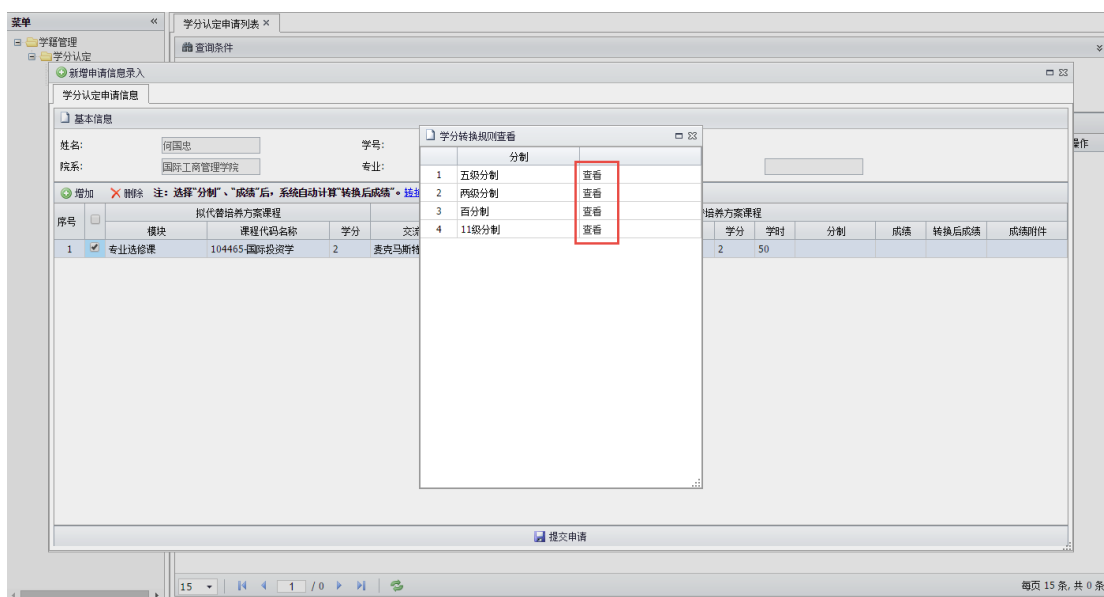 菜单
学分认定申请列表 ×
学籍管理
学分认定
查询条件
新增申请信息录入
学分认定申请信息
基本信息
姓名: 何国忠 学号:
院系: 国际工商管理学院 专业:
增加 删除 注: 选择"分制"、"成绩"后,系统自动计算"转换后成绩"。
序号 拟代替培养方案课程 培养方案课程
模块 课程代码名称 学分 学分 学时 分制 成绩 转换后成绩 成绩附件
1 专业选修课 104465-国际投资学 2 麦克马斯特 2 50
操作
学分转换规则查看
分制
1 五级分制 查看
2 两级分制 查看
3 百分制 查看
4 11级分制 查看
提交申请
15 1 / 0 每页 15 条, 共 0 条